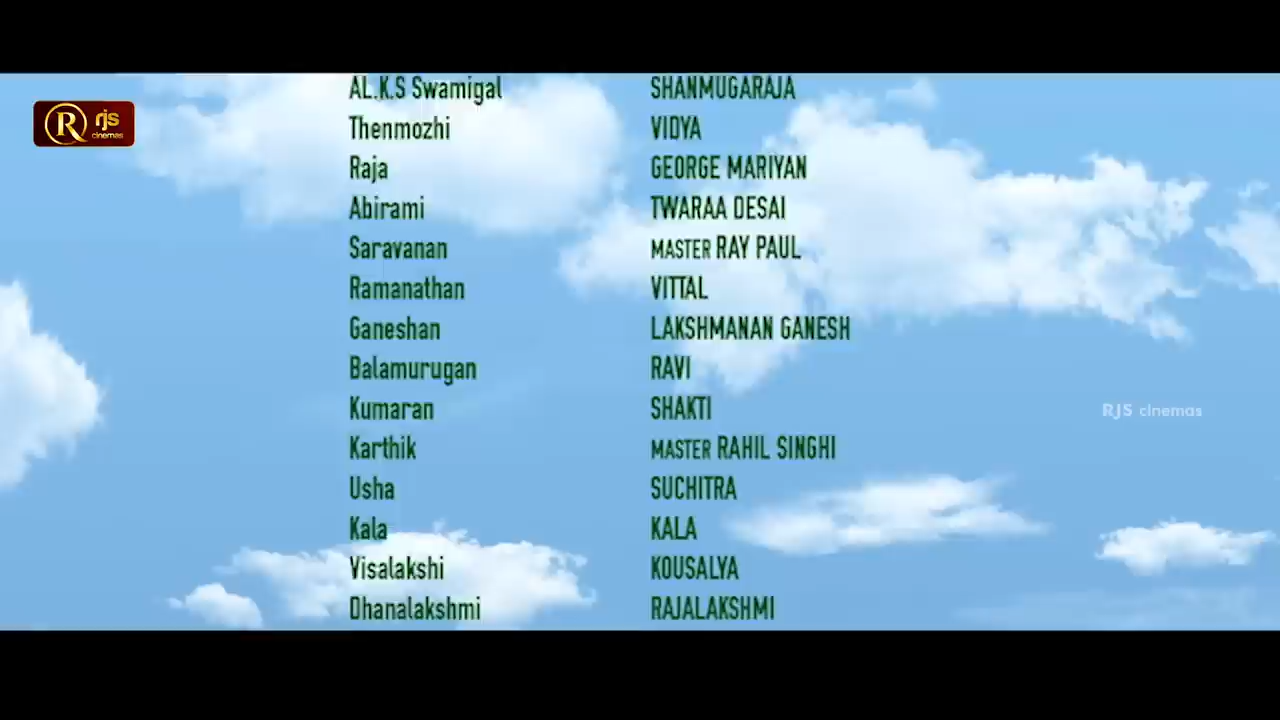 AL.K.S Swamigal SHANMUGARAJA
R rjs cinemas
Thenmozhi VIDYA
Raja GEORGE MARIYAN
Abirami TWARAA DESAI
Saravanan MASTER RAY PAUL
Ramanathan VITTAL
Ganeshan LAKSHMANAN GANESH
Balamurugan RAVI
Kumaran SHAKTI
RJS cinemas
Karthik MASTER RAHIL SINGHI
Usha SUCHITRA
Kala KALA
Visalakshi KOUSALYA
Dhanalakshmi RAJALAKSHMI